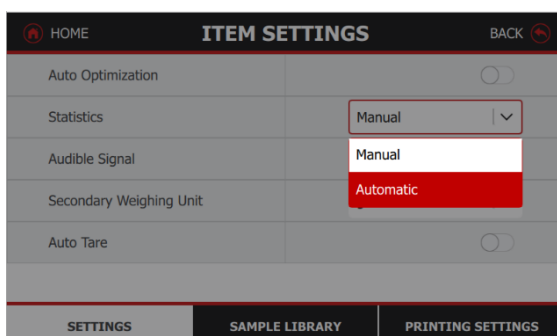 HOME ITEM SETTINGS BACK
Auto Optimization
Statistics Manual
Audible Signal Manual
Automatic
Secondary Weighing Unit
Auto Tare
SETTINGS SAMPLE LIBRARY PRINTING SETTINGS